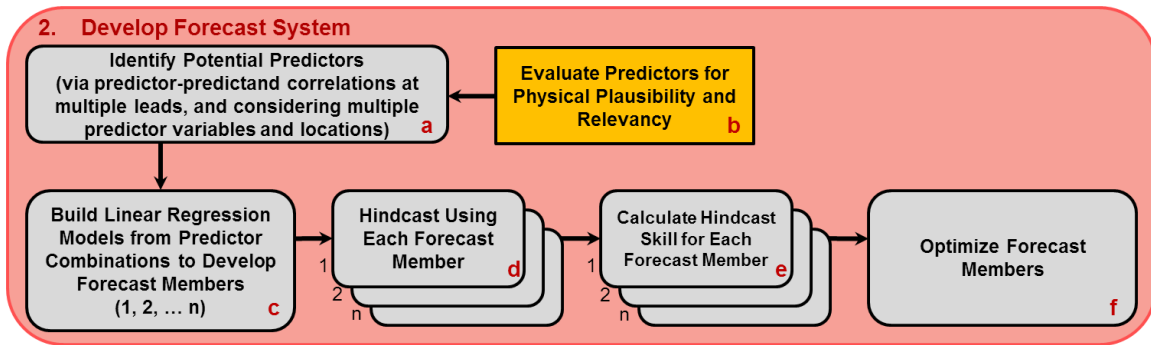 2. Develop Forecast System
Identify Potential Predictors
(via predictor-predictand correlations at
multiple leads, and considering multiple
predictor variables and locations)
a
Evaluate Predictors for
Physical Plausibility and
Relevancy
b
Build Linear Regression
Models from Predictor
Combinations to Develop
Forecast Members
(1, 2, … n)
c
Hindcast Using
Each Forecast
Member
d
1
2
n
Calculate Hindcast
Skill for Each
Forecast Member
e
1
2
n
Optimize Forecast
Members
f